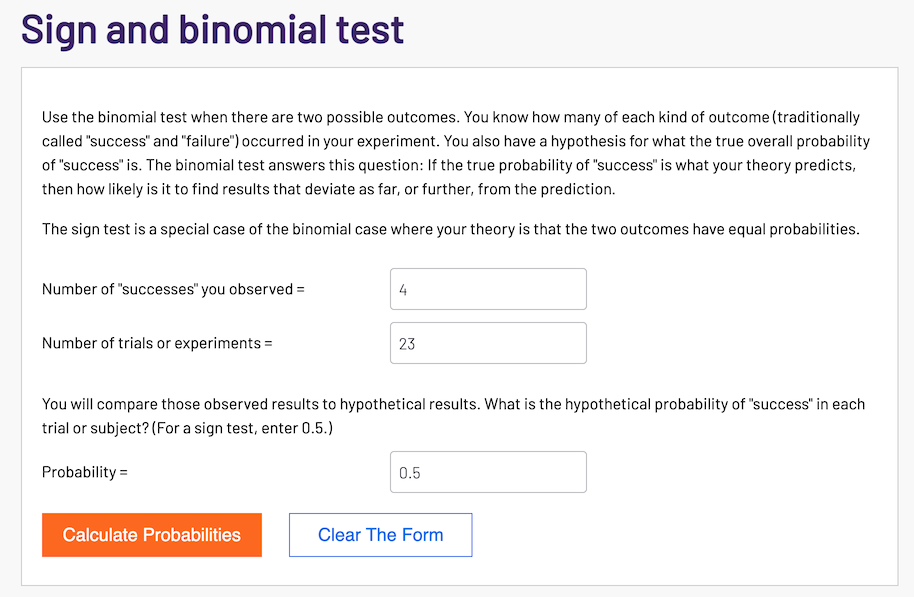 Sign and binomial test
Use the binomial test when there are two possible outcomes. You know how many of each kind of outcome (traditionally
called "success" and "failure") occurred in your experiment. You also have a hypothesis for what the true overall probability
of "success" is. The binomial test answers this question: If the true probability of "success" is what your theory predicts,
then how likely is it to find results that deviate as far, or further, from the prediction.
The sign test is a special case of the binomial case where your theory is that the two outcomes have equal probabilities.
Number of "successes" you observed = 4
Number of trials or experiments = 23
You will compare those observed results to hypothetical results. What is the hypothetical probability of "success" in each
trial or subject? (For a sign test, enter 0.5.)
Probability = 0.5
Calculate Probabilities Clear The Form